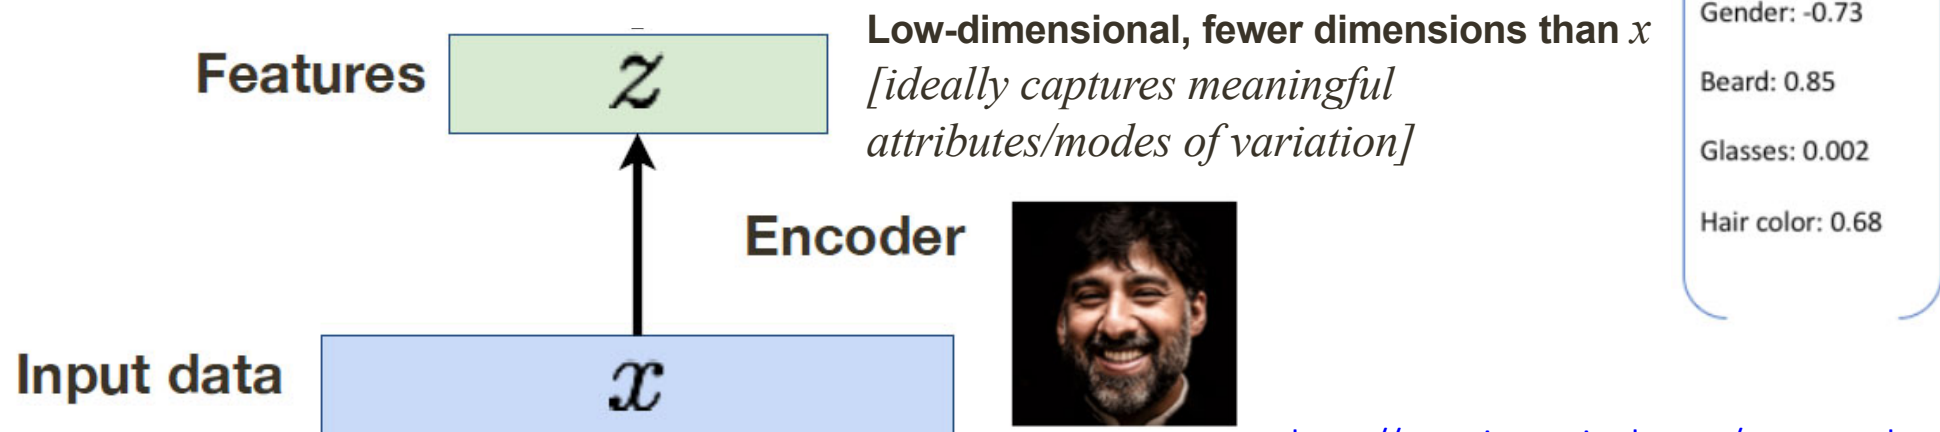 Gender: -0.73
Low-dimensional, fewer dimensions than x
Features
z
[ideally captures meaningful
Beard: 0.85
attributes/modes of variation]
Glasses: 0.002
Encoder
Hair color: 0.68
Input data
x